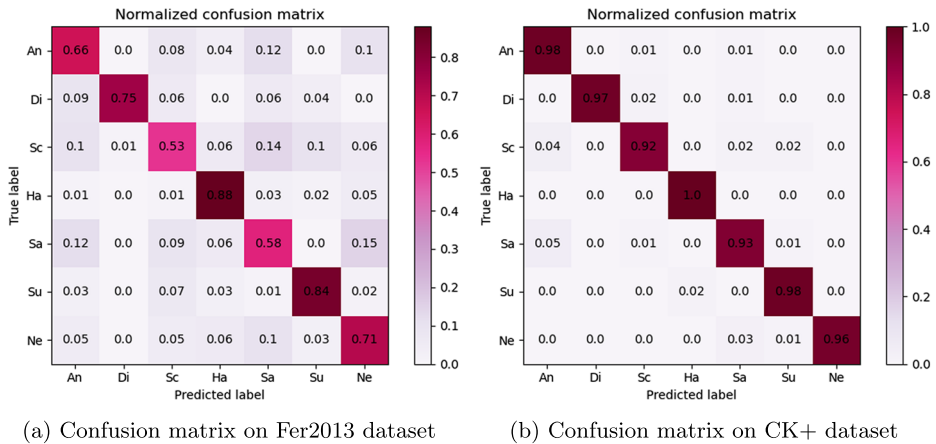 Normalized confusion matrix
An 0.66 0.0 0.08 0.04 0.12 0.0 0.1
Di 0.09 0.75 0.06 0.0 0.06 0.04 0.0
Sc 0.1 0.01 0.53 0.06 0.14 0.1 0.06
Ha 0.01 0.0 0.01 0.88 0.03 0.02 0.05
Sa 0.12 0.0 0.09 0.06 0.58 0.0 0.15
Su 0.03 0.0 0.07 0.03 0.01 0.84 0.02
Ne 0.05 0.0 0.05 0.06 0.1 0.03 0.71
An Di Sc Ha Sa Su Ne
True label
Predicted label
0.8
0.7
0.6
0.5
0.4
0.3
0.2
0.1
0.0
(a) Confusion matrix on Fer2013 dataset
Normalized confusion matrix
An 0.98 0.0 0.01 0.0 0.01 0.0 0.0
Di 0.0 0.97 0.02 0.0 0.01 0.0 0.0
Sc 0.04 0.0 0.92 0.0 0.02 0.02 0.0
Ha 0.0 0.0 0.0 1.0 0.0 0.0 0.0
Sa 0.05 0.0 0.01 0.0 0.93 0.01 0.0
Su 0.0 0.0 0.0 0.02 0.0 0.98 0.0
Ne 0.0 0.0 0.0 0.0 0.03 0.01 0.96
An Di Sc Ha Sa Su Ne
True label
Predicted label
1.0
0.8
0.6
0.4
0.2
0.0
(b) Confusion matrix on CK+ dataset